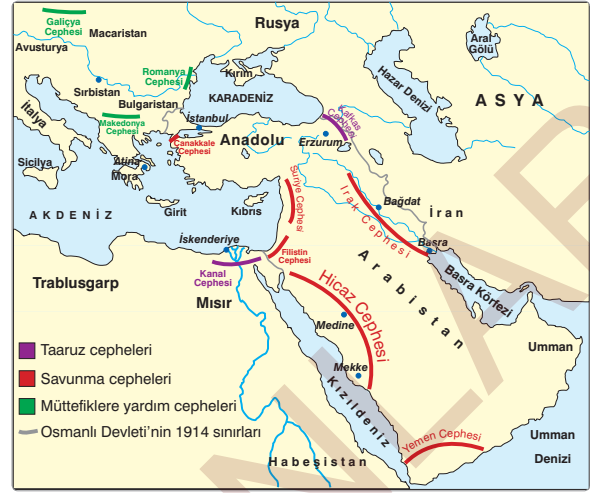 Galiçya
Cephesi
Macaristan
Avusturya
Rusya
Aral
Gölü
Romanya
Cephesi
Kırım
Hazar Denizi
Sırbistan
Bulgaristan
KARADENİZ
ASYA
İtalya
Makedonya
Cephesi
İstanbul
Kafkas
Cephesi
Çanakkale
Cephesi
Anadolu
Erzurum
Sicilya
Atina
Mora
Suriye Cephesi
Irak Cephesi
Bağdat
İran
AKDENİZ
Girit
Kıbrıs
İskenderiye
Filistin
Cephesi
Basra
Kanal
Cephesi
Basra Körfezi
Trablusgarp
Mısır
Hicaz Cephesi
Arabistan
Medine
Umman
Mekke
Kızıldeniz
Taaruz cepheleri
Savunma cepheleri
Müttefiklere yardım cepheleri
Osmanlı Devleti'nin 1914 sınırları
Yemen Cephesi
Umman
Denizi
Habeşistan